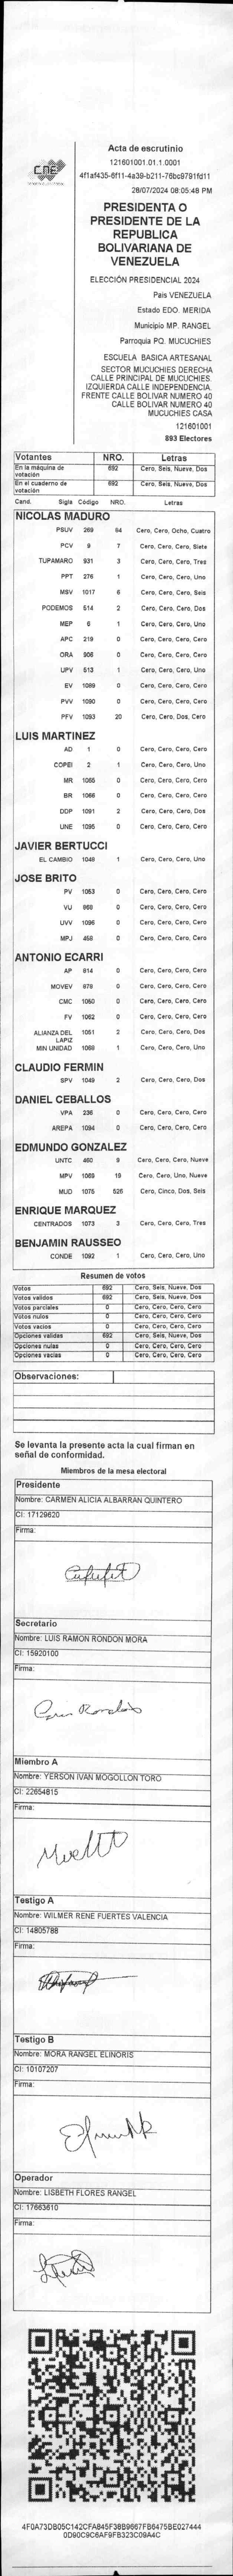 Acta de escrutinio
121601001.01.1.0001
4f1af435-6f11-4a39-b211-76bc9791fd11
28/07/2024 08:05:48 PM
CNE
PRESIDENTA O
PRESIDENTE DE LA
REPUBLICA
BOLIVARIANA DE
VENEZUELA
ELECCIÓN PRESIDENCIAL 2024
Pais VENEZUELA
Estado EDO. MERIDA
Municipio MP. RANGEL
Parroquia PQ. MUCUCHIES
ESCUELA BASICA ARTESANAL
SECTOR MUCUCHIES DERECHA
CALLE PRINCIPAL DE MUCUCHIES.
IZQUIERDA CALLE INDEPENDENCIA.
FRENTE CALLE BOLIVAR NUMERO 40
CALLE BOLIVAR NUMERO 40
MUCUCHIES CASA
121601001
893 Electores
Votantes NRO. Letras
En la máquina de votación 692 Cero, Seis, Nueve, Dos
En el cuaderno de votación 692 Cero, Seis, Nueve, Dos
Cand. Sigla Código NRO. Letras
NICOLAS MADURO
PSUV 269 84 Cero, Cero, Ocho, Cuatro
PCV 9 7 Cero, Cero, Cero, Siete
TUPAMARO 931 3 Cero, Cero, Cero, Tres
PPT 276 1 Cero, Cero, Cero, Uno
MSV 1017 6 Cero, Cero, Cero, Seis
PODEMOS 514 2 Cero, Cero, Cero, Dos
MEP 6 1 Cero, Cero, Cero, Uno
APC 219 0 Cero, Cero, Cero, Cero
ORA 906 0 Cero, Cero, Cero, Cero
UPV 513 1 Cero, Cero, Cero, Uno
EV 1089 0 Cero, Cero, Cero, Cero
PVV 1090 0 Cero, Cero, Cero, Cero
PFV 1093 20 Cero, Cero, Dos, Cero
LUIS MARTINEZ
AD 1 0 Cero, Cero, Cero, Cero
COPEI 2 1 Cero, Cero, Cero, Uno
MR 1065 0 Cero, Cero, Cero, Cero
BR 1066 0 Cero, Cero, Cero, Cero
DDP 1091 2 Cero, Cero, Cero, Dos
UNE 1095 0 Cero, Cero, Cero, Cero
JAVIER BERTUCCI
EL CAMBIO 1048 1 Cero, Cero, Cero, Uno
JOSE BRITO
PV 1053 0 Cero, Cero, Cero, Cero
VU 868 0 Cero, Cero, Cero, Cero
UVV 1096 0 Cero, Cero, Cero, Cero
MPJ 458 0 Cero, Cero, Cero, Cero
ANTONIO ECARRI
AP 814 0 Cero, Cero, Cero, Cero
MOVEV 878 0 Cero, Cero, Cero, Cero
CMC 1050 0 Cero, Cero, Cero, Cero
FV 1062 0 Cero, Cero, Cero, Cero
ALIANZA DEL LAPIZ 1051 2 Cero, Cero, Cero, Dos
MIN UNIDAD 1068 1 Cero, Cero, Cero, Uno
CLAUDIO FERMIN
SPV 1049 2 Cero, Cero, Cero, Dos
DANIEL CEBALLOS
VPA 236 0 Cero, Cero, Cero, Cero
AREPA 1094 0 Cero, Cero, Cero, Cero
EDMUNDO GONZALEZ
UNTC 460 9 Cero, Cero, Cero, Nueve
MPV 1069 19 Cero, Cero, Uno, Nueve
MUD 1075 526 Cero, Cinco, Dos, Seis
ENRIQUE MARQUEZ
CENTRADOS 1073 3 Cero, Cero, Cero, Tres
BENJAMIN RAUSSEO
CONDE 1092 1 Cero, Cero, Cero, Uno
Resumen de votos
Votos 692 Cero, Seis, Nueve, Dos
Votos validos 692 Cero, Seis, Nueve, Dos
Votos parciales 0 Cero, Cero, Cero, Cero
Votos nulos 0 Cero, Cero, Cero, Cero
Votos vacios 0 Cero, Cero, Cero, Cero
Opciones validas 692 Cero, Seis, Nueve, Dos
Opciones nulas 0 Cero, Cero, Cero, Cero
Opciones vacias 0 Cero, Cero, Cero, Cero
Observaciones:
Se levanta la presente acta la cual firman en
señal de conformidad.
Miembros de la mesa electoral
Presidente
Nombre: CARMEN ALICIA ALBARRAN QUINTERO
CI: 17129620
Firma:
Secretario
Nombre: LUIS RAMON RONDON MORA
CI: 15920100
Firma:
Miembro A
Nombre: YERSON IVAN MOGOLLON TORO
CI: 22654815
Firma:
Testigo A
Nombre: WILMER RENE FUERTES VALENCIA
CI: 14805788
Firma:
Testigo B
Nombre: MORA RANGEL ELINORIS
CI: 10107207
Firma:
Operador
Nombre: LISBETH FLORES RANGEL
CI: 17663610
Firma:
4F0A73DB05C142CFA845F38B9667FB6475BE027444
0D90C9C6AF9FB323C09A4C